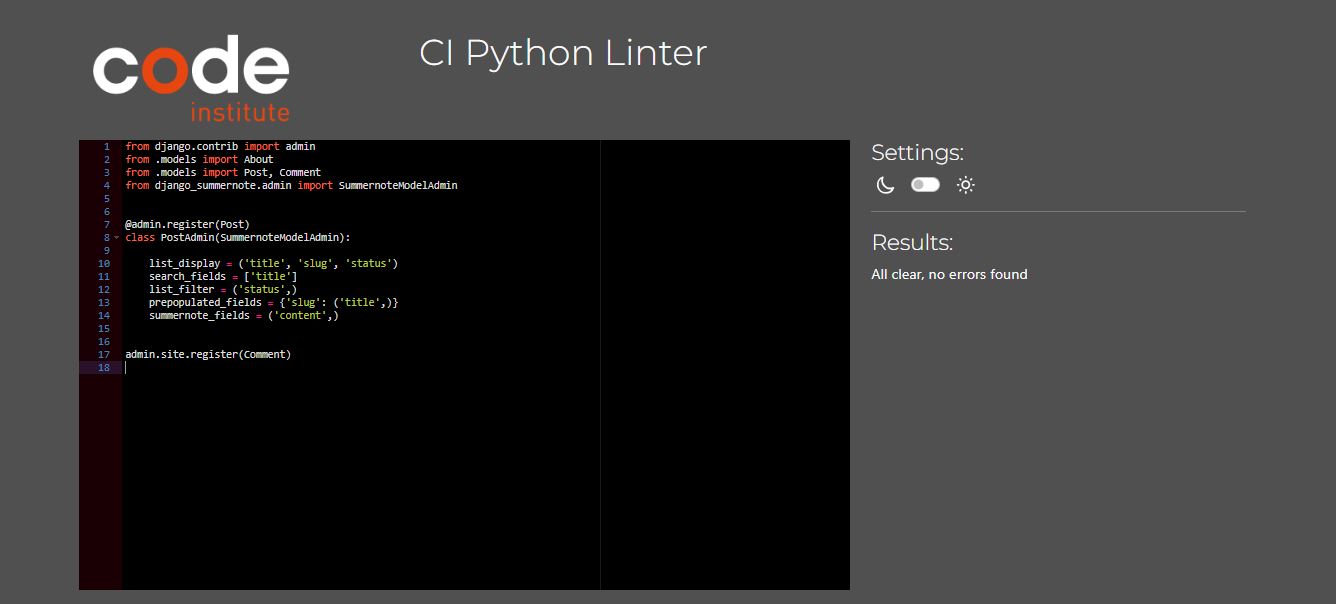 code
institute
CI Python Linter
1 from django.contrib import admin
2 from .models import About
3 from .models import Post, Comment
4 from django_summernote.admin import SummernoteModelAdmin
5
6
7 @admin.register(Post)
8 class PostAdmin(SummernoteModelAdmin):
9
10     list_display = ('title', 'slug', 'status')
11     search_fields = ['title']
12     list_filter = ('status',)
13     prepopulated_fields = {'slug': ('title',)}
14     summernote_fields = ('content',)
15
16
17 admin.site.register(Comment)
18
Settings:
Results:
All clear, no errors found